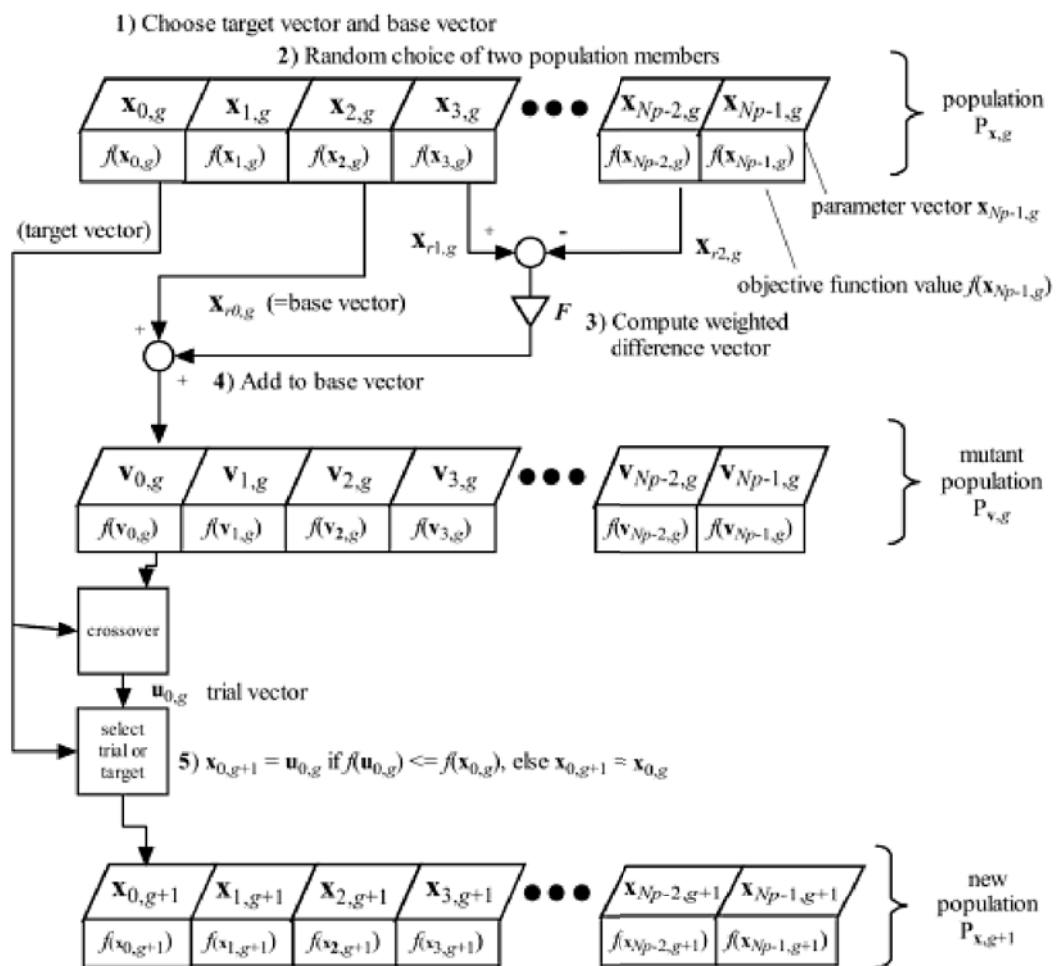 1) Choose target vector and base vector
2) Random choice of two population members
x0,g x1,g x2,g x3,g ●●● xNp-2,g xNp-1,g
f(x0,g) f(x1,g) f(x2,g) f(x3,g) f(xNp-2,g) f(xNp-1,g)
population
Px,g
parameter vector xNp-1,g
(target vector)
xr1,g + - xr2,g
objective function value f(xNp-1,g)
xr0,g (=base vector)
F
3) Compute weighted
difference vector
+
+
4) Add to base vector
v0,g v1,g v2,g v3,g ●●● vNp-2,g vNp-1,g
f(v0,g) f(v1,g) f(v2,g) f(v3,g) f(vNp-2,g) f(vNp-1,g)
mutant
population
Pv,g
crossover
u0,g trial vector
select
trial or
target
5) x0,g+1 = u0,g if f(u0,g) <= f(x0,g), else x0,g+1 = x0,g
x0,g+1 x1,g+1 x2,g+1 x3,g+1 ●●● xNp-2,g+1 xNp-1,g+1
f(x0,g+1) f(x1,g+1) f(x2,g+1) f(x3,g+1) f(xNp-2,g+1) f(xNp-1,g+1)
new
population
Px,g+1